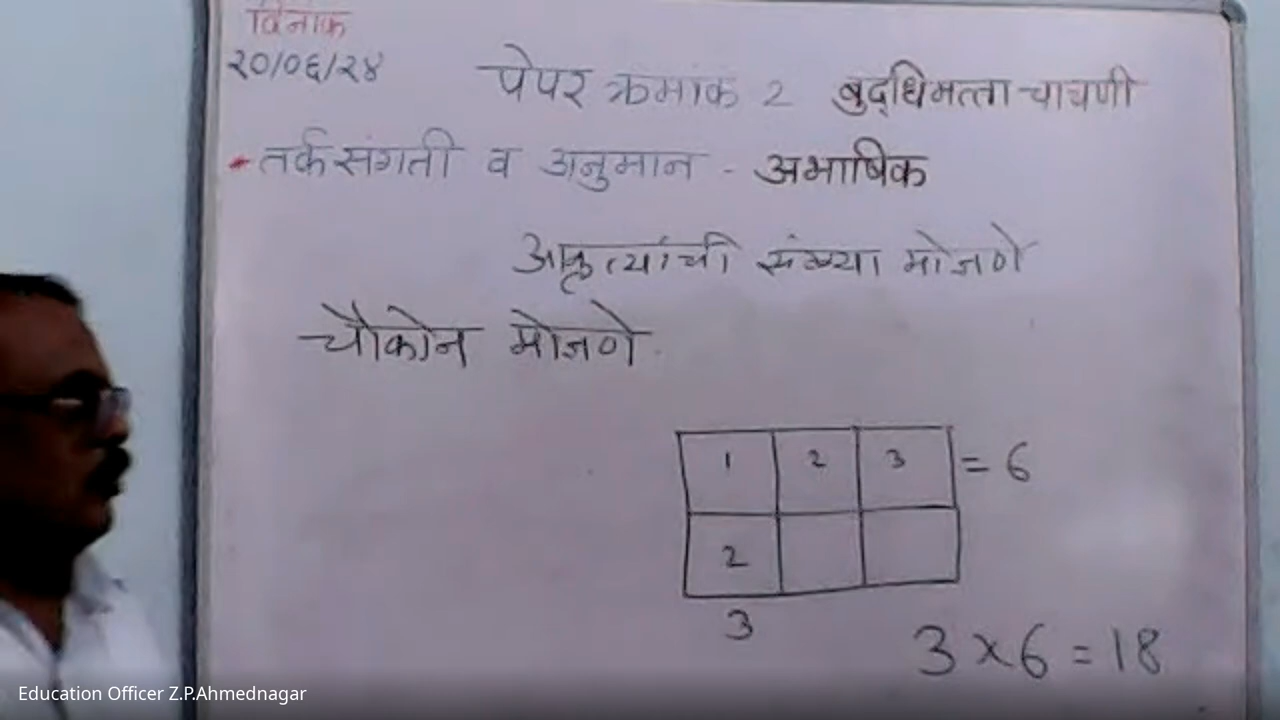 दिनांक
२०/०६/२४
पेपर क्रमांक 2 बुद्धिमत्ता चाचणी
तर्कसंगती व अनुमान - अभाषिक
आकृत्यांची संख्या मोजणे
चौकोन मोजणे
1 2 3 = 6
2
3
3 × 6 = 18
Education Officer Z.P.Ahmednagar